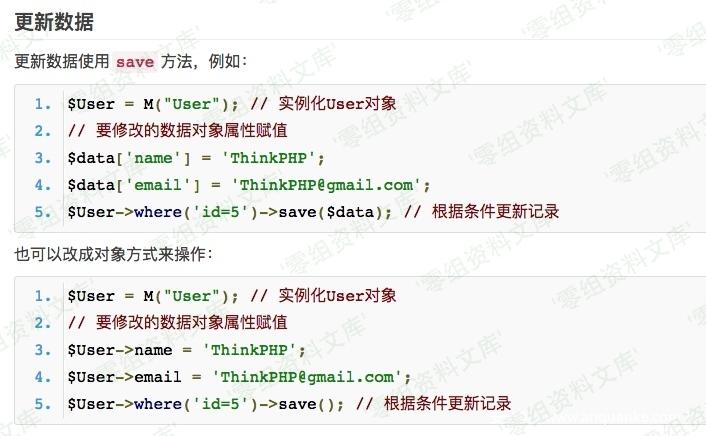 更新数据
更新数据使用 save 方法，例如：
1. $User = M("User"); // 实例化User对象
2. // 要修改的数据对象属性赋值
3. $data['name'] = 'ThinkPHP';
4. $data['email'] = 'ThinkPHP@gmail.com';
5. $User->where('id=5')->save($data); // 根据条件更新记录
也可以改成对象方式来操作：
1. $User = M("User"); // 实例化User对象
2. // 要修改的数据对象属性赋值
3. $User->name = 'ThinkPHP';
4. $User->email = 'ThinkPHP@gmail.com';
5. $User->where('id=5')->save(); // 根据条件更新记录
'零组资料文库'